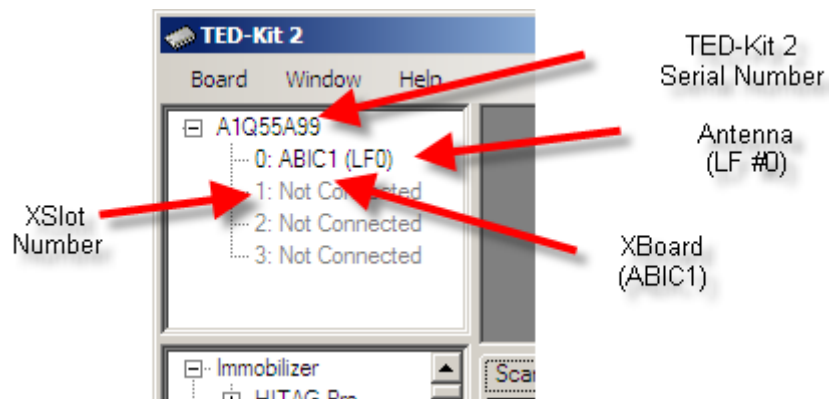 TED-Kit 2
Board Window Help
A1Q55A99
0: ABIC1 (LF0)
1: Not Connected
2: Not Connected
3: Not Connected
Immobilizer
HITAG Pro
TED-Kit 2
Serial Number
Antenna
(LF #0)
XSlot
Number
XBoard
(ABIC1)